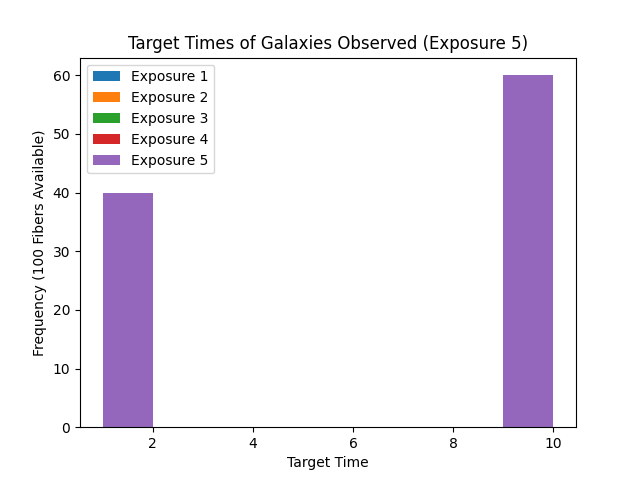 Target Times of Galaxies Observed (Exposure 5)
Exposure 1
Exposure 2
Exposure 3
Exposure 4
Exposure 5
Frequency (100 Fibers Available)
60
50
40
30
20
10
0
2 4 6 8 10
Target Time